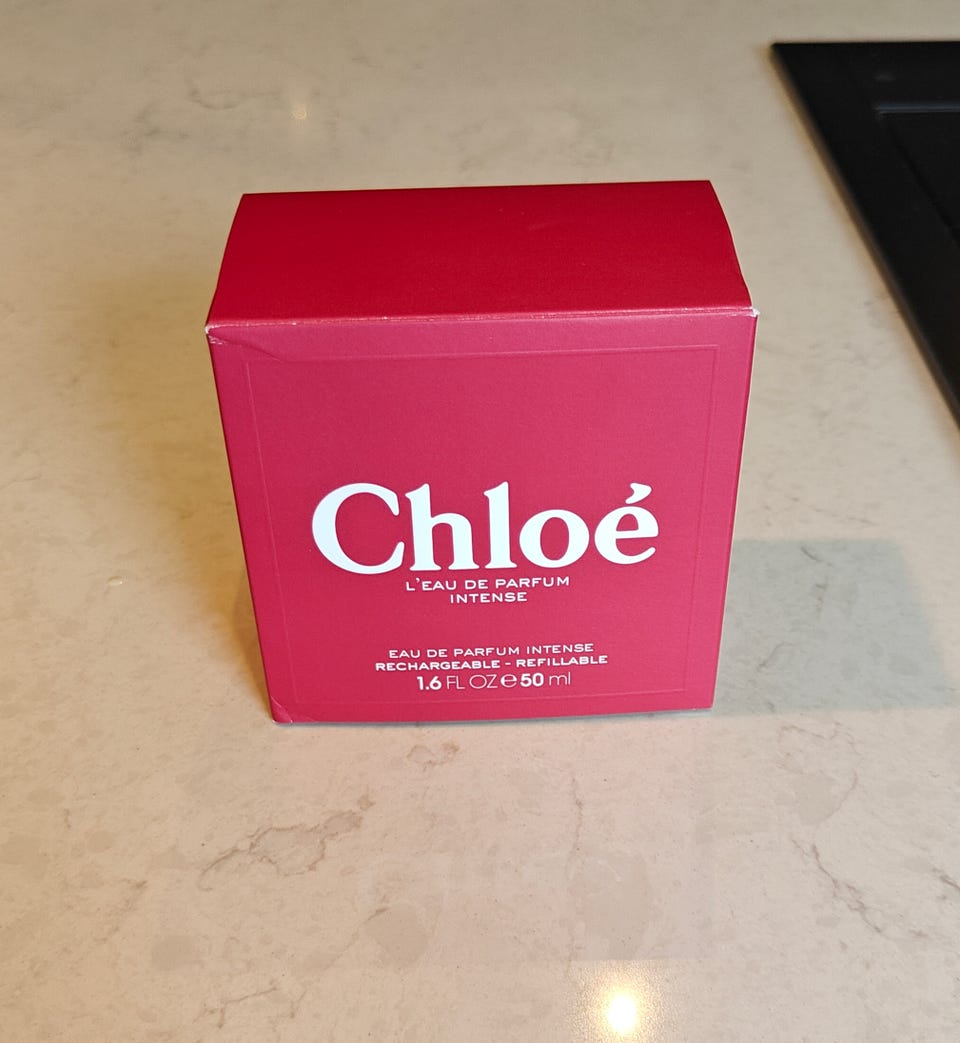 Chloé
L'EAU DE PARFUM
INTENSE
EAU DE PARFUM INTENSE
RECHARGEABLE - REFILLABLE
1.6 FL OZ ℮ 50 ml